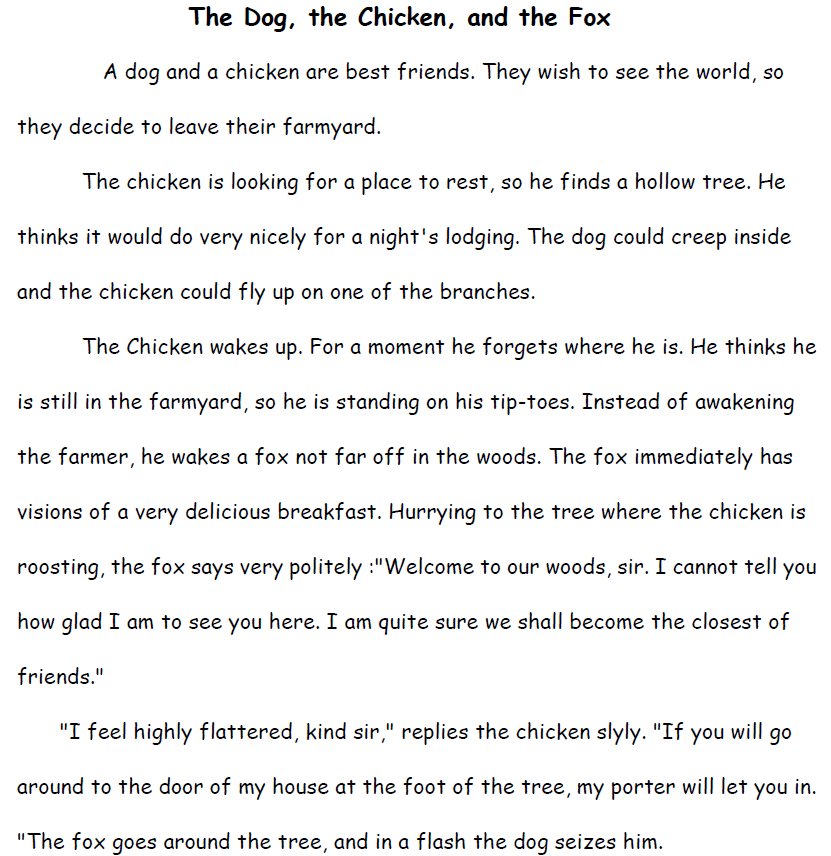 The Dog, the Chicken, and the Fox
A dog and a chicken are best friends. They wish to see the world, so
they decide to leave their farmyard.
The chicken is looking for a place to rest, so he finds a hollow tree. He
thinks it would do very nicely for a night's lodging. The dog could creep inside
and the chicken could fly up on one of the branches.
The Chicken wakes up. For a moment he forgets where he is. He thinks he
is still in the farmyard, so he is standing on his tip-toes. Instead of awakening
the farmer, he wakes a fox not far off in the woods. The fox immediately has
visions of a very delicious breakfast. Hurrying to the tree where the chicken is
roosting, the fox says very politely :"Welcome to our woods, sir. I cannot tell you
how glad I am to see you here. I am quite sure we shall become the closest of
friends."
"I feel highly flattered, kind sir," replies the chicken slyly. "If you will go
around to the door of my house at the foot of the tree, my porter will let you in.
"The fox goes around the tree, and in a flash the dog seizes him.